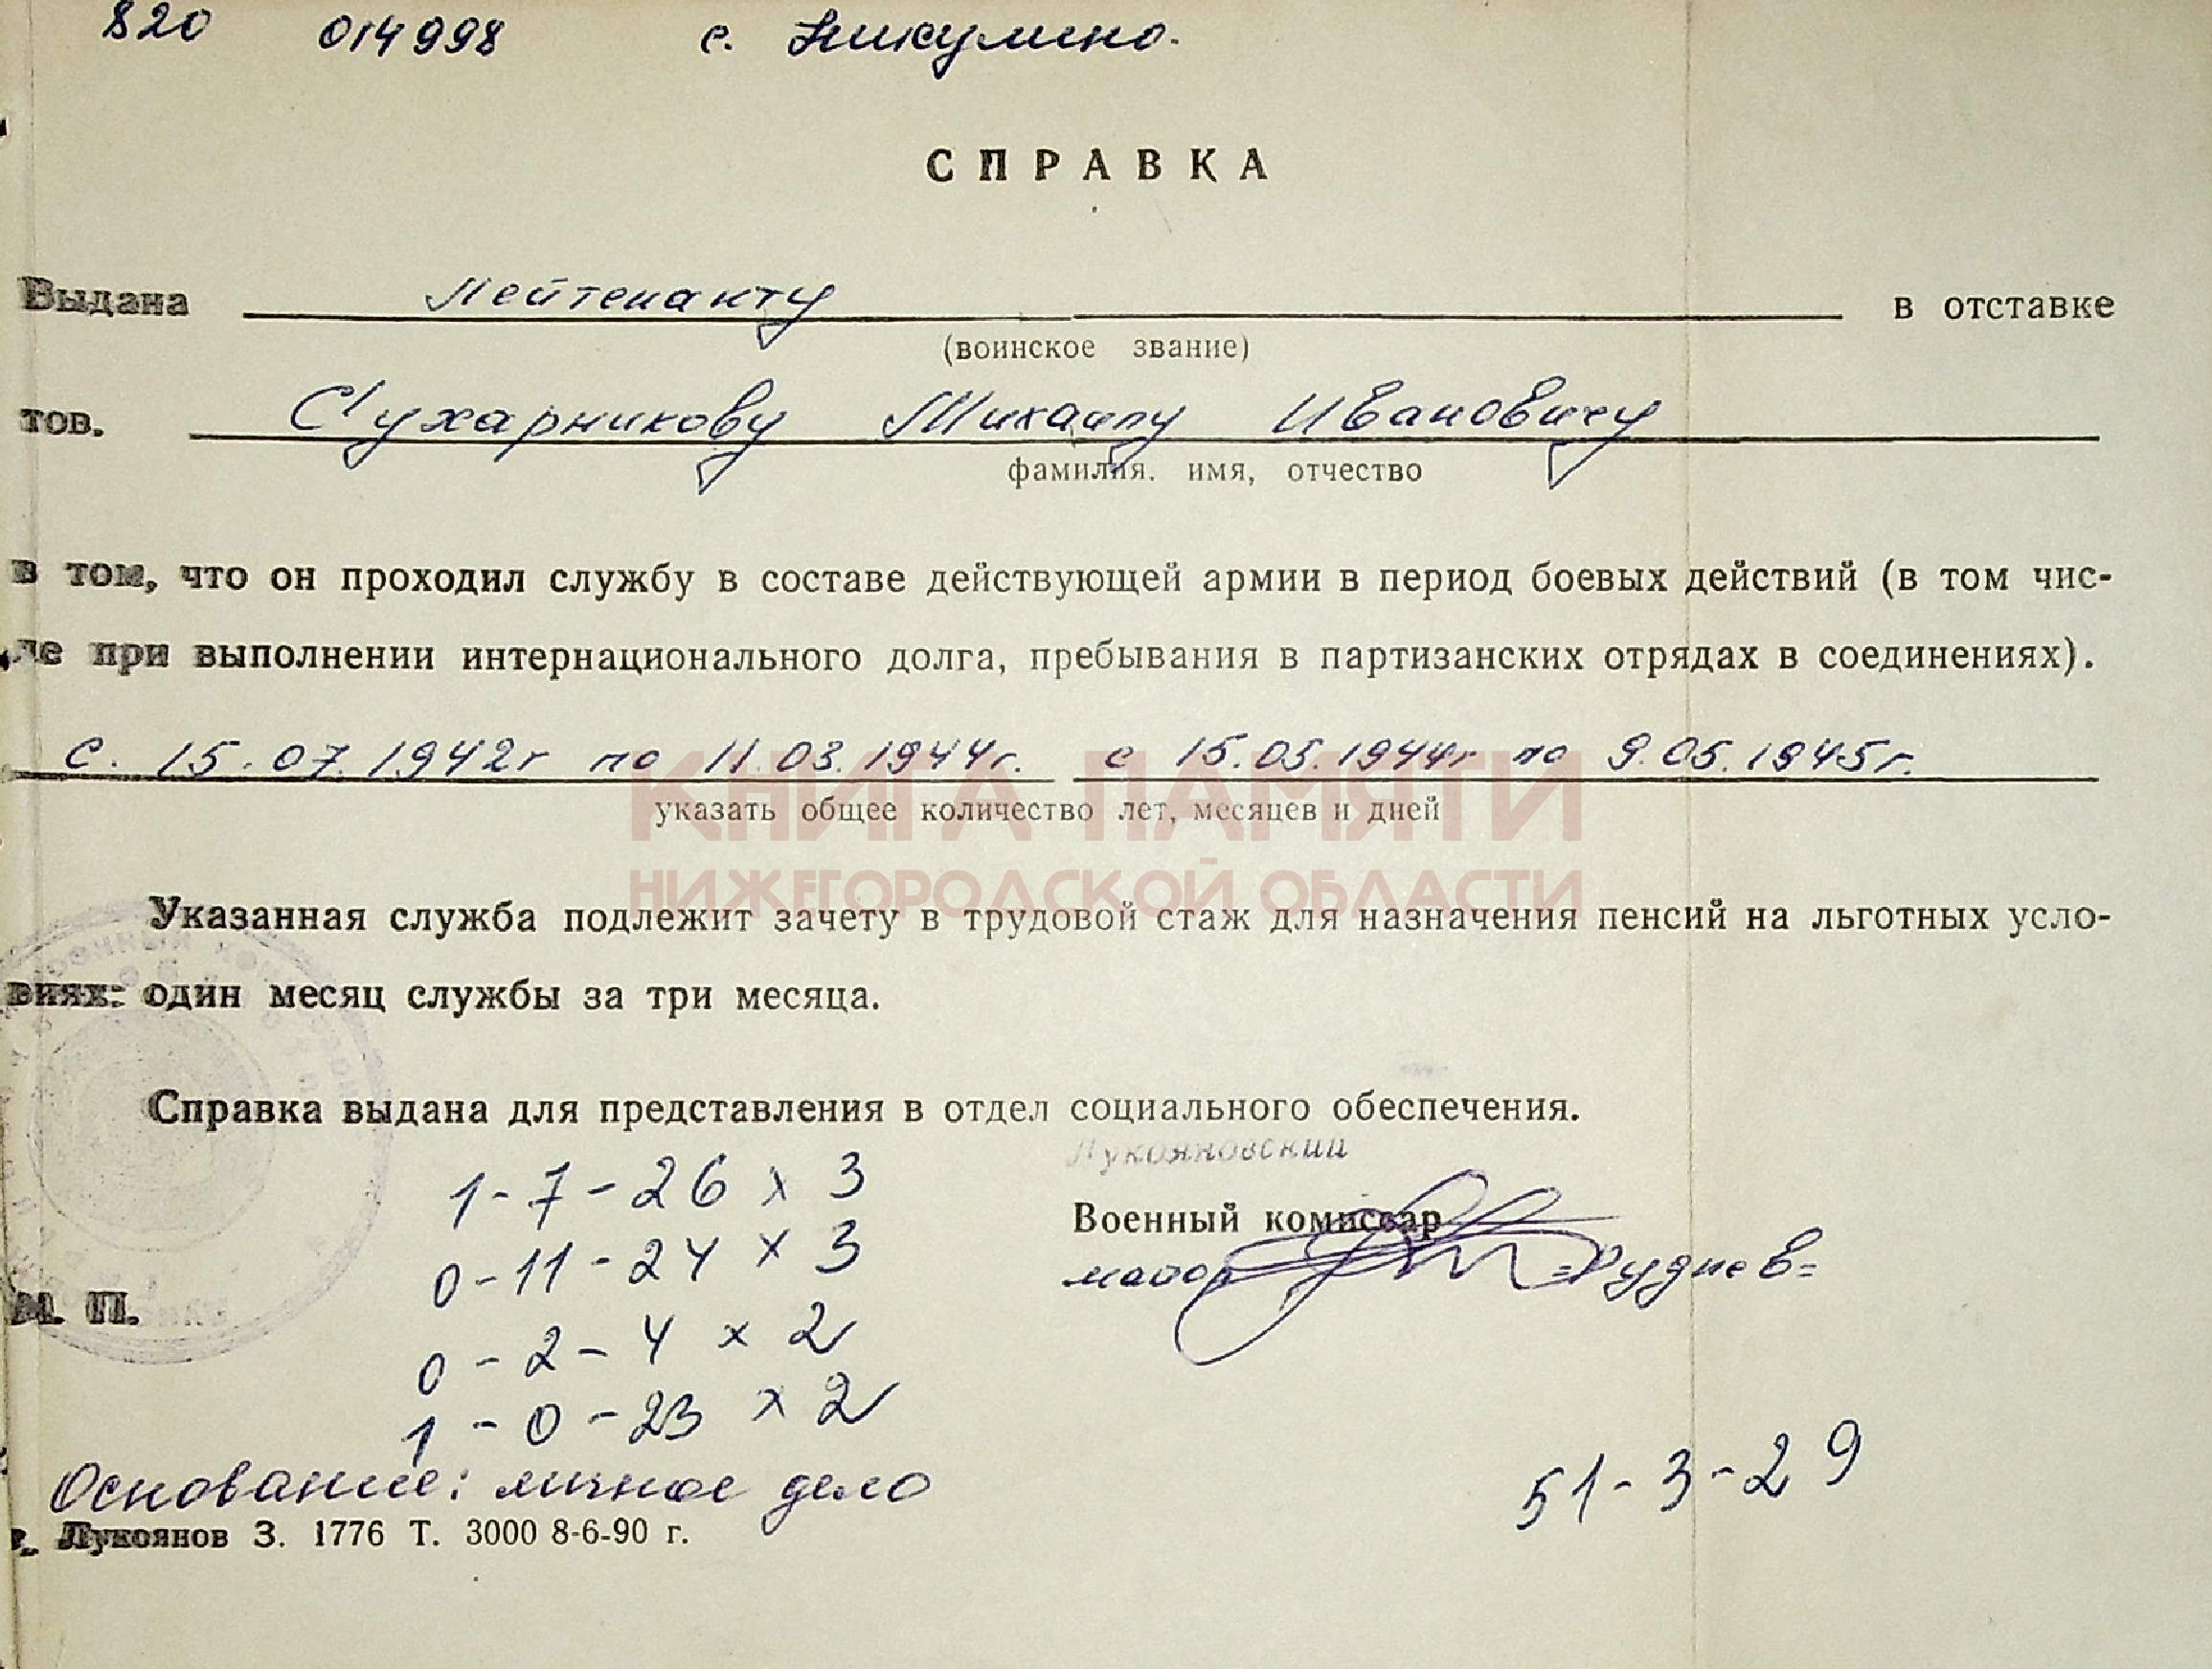 820 014998 с. Никулино.
СПРАВКА
Выдана Лейтенанту в отставке
(воинское звание)
тов. Сухарникову Михаилу Ивановичу
фамилия. имя, отчество
в том, что он проходил службу в составе действующей армии в период боевых действий (в том чис-
ле при выполнении интернационального долга, пребывания в партизанских отрядах в соединениях).
с. 15.07.1942г по 11.03.1944г. с 15.05.1944г по 9.05.1945г.
указать общее количество лет, месяцев и дней
КНИГА ПАМЯТИ
НИЖЕГОРОДСКОЙ ОБЛАСТИ
Указанная служба подлежит зачету в трудовой стаж для назначения пенсий на льготных усло-
виях: один месяц службы за три месяца.
Справка выдана для представления в отдел социального обеспечения.
Лукояновский
1-7-26 х 3
Военный комиссар
0-11-24 х 3
майор =Руднев=
М. П.
0-2-4 х 2
1-0-23 х 2
51-3-29
Основание: личное дело
г. Лукоянов З. 1776 Т. 3000 8-6-90 г.